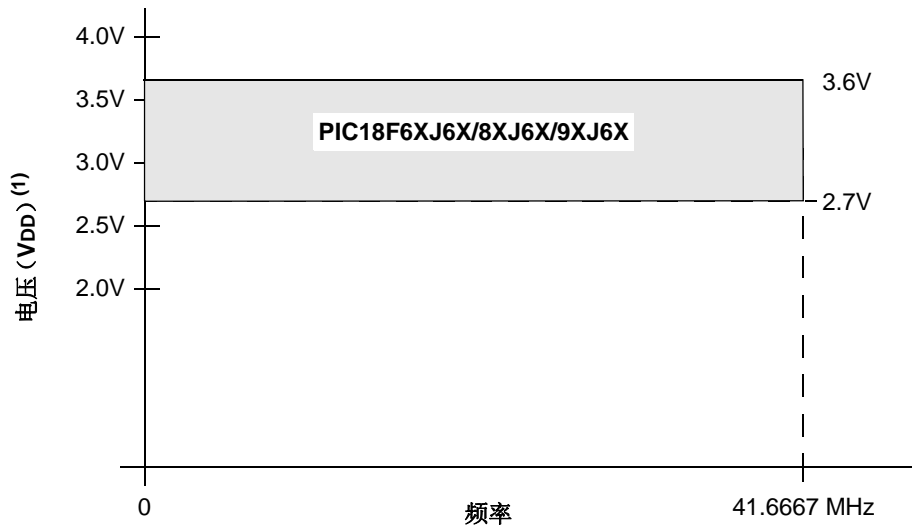 4.0V
3.6V
3.5V
PIC18F6XJ6X/8XJ6X/9XJ6X
3.0V
电压（VDD）(1)
2.7V
2.5V
2.0V
0
频率
41.6667 MHz